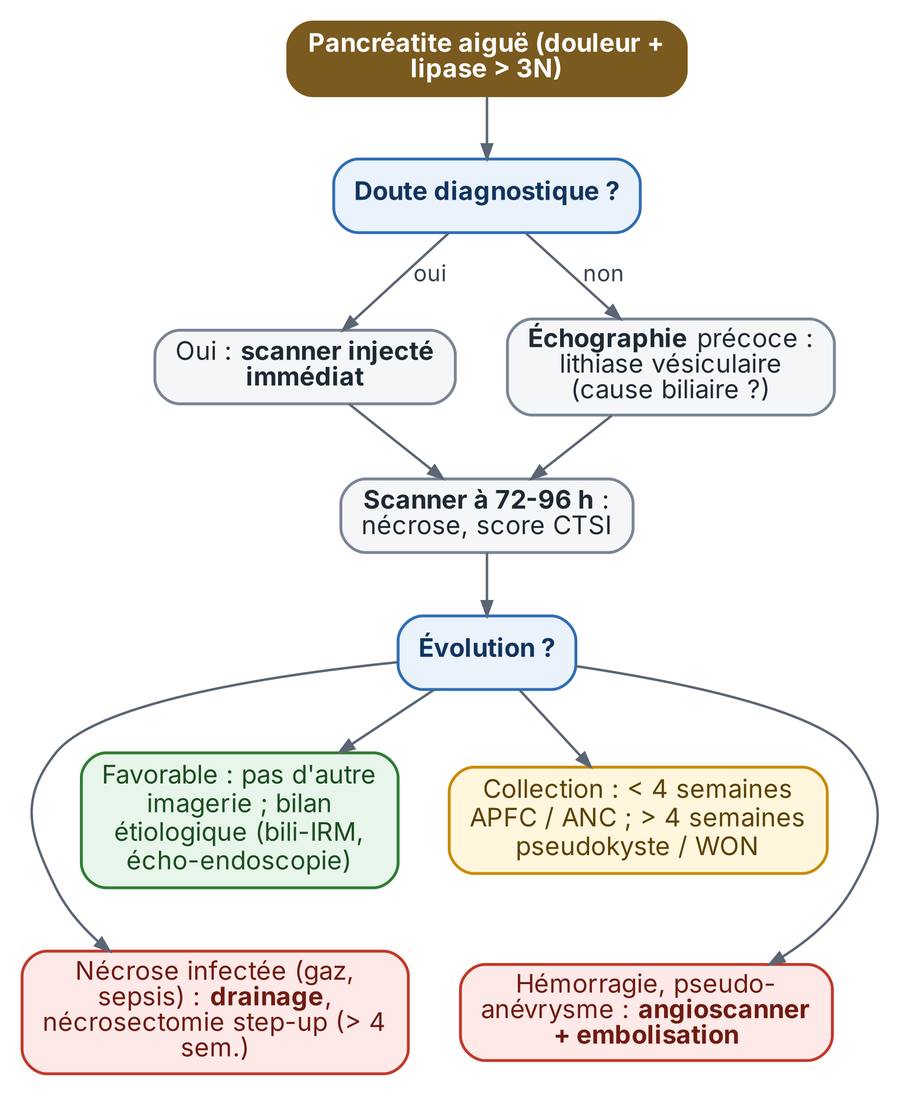 Pancréatite aiguë (douleur +
lipase > 3N)
Doute diagnostique ?
oui
non
Oui : scanner injecté
immédiat
Échographie précoce :
lithiase vésiculaire
(cause biliaire ?)
Scanner à 72-96 h :
nécrose, score CTSI
Évolution ?
Favorable : pas d'autre
imagerie ; bilan
étiologique (bili-IRM,
écho-endoscopie)
Collection : < 4 semaines
APFC / ANC ; > 4 semaines
pseudokyste / WON
Nécrose infectée (gaz,
sepsis) : drainage,
nécrosectomie step-up (> 4
sem.)
Hémorragie, pseudo-
anévrysme : angioscanner
+ embolisation